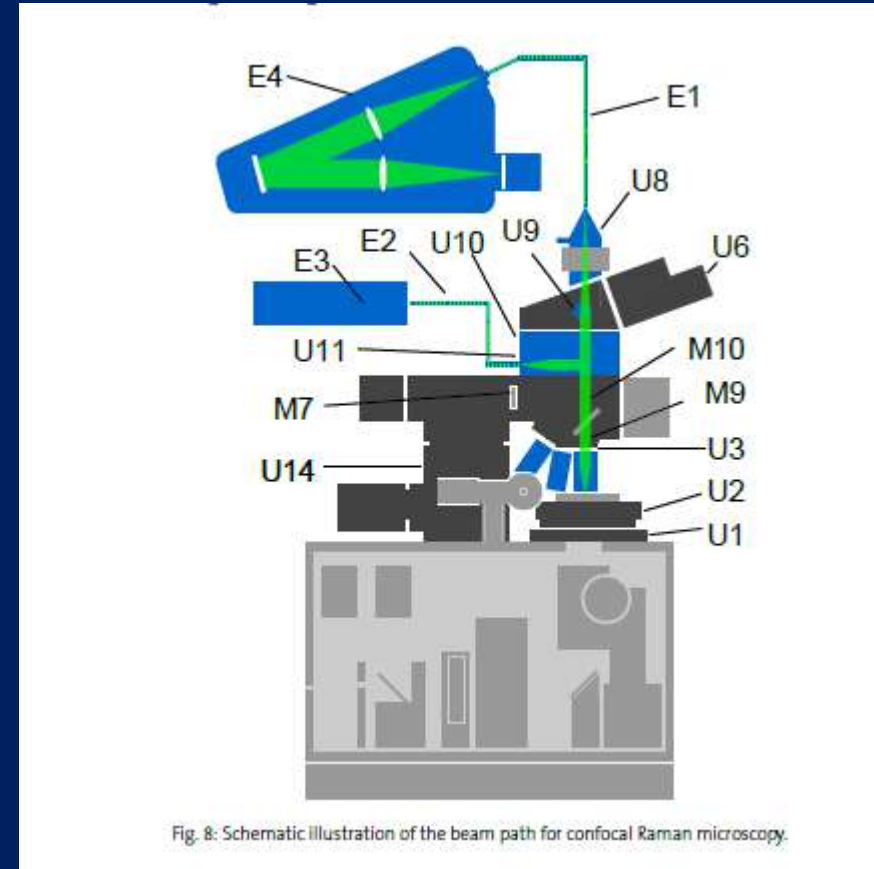 E4
E1
U8
E2
U10
U9
U6
E3
U11
M10
M7
M9
U3
U14
U2
U1
Fig. 8: Schematic illustration of the beam path for confocal Raman microscopy.